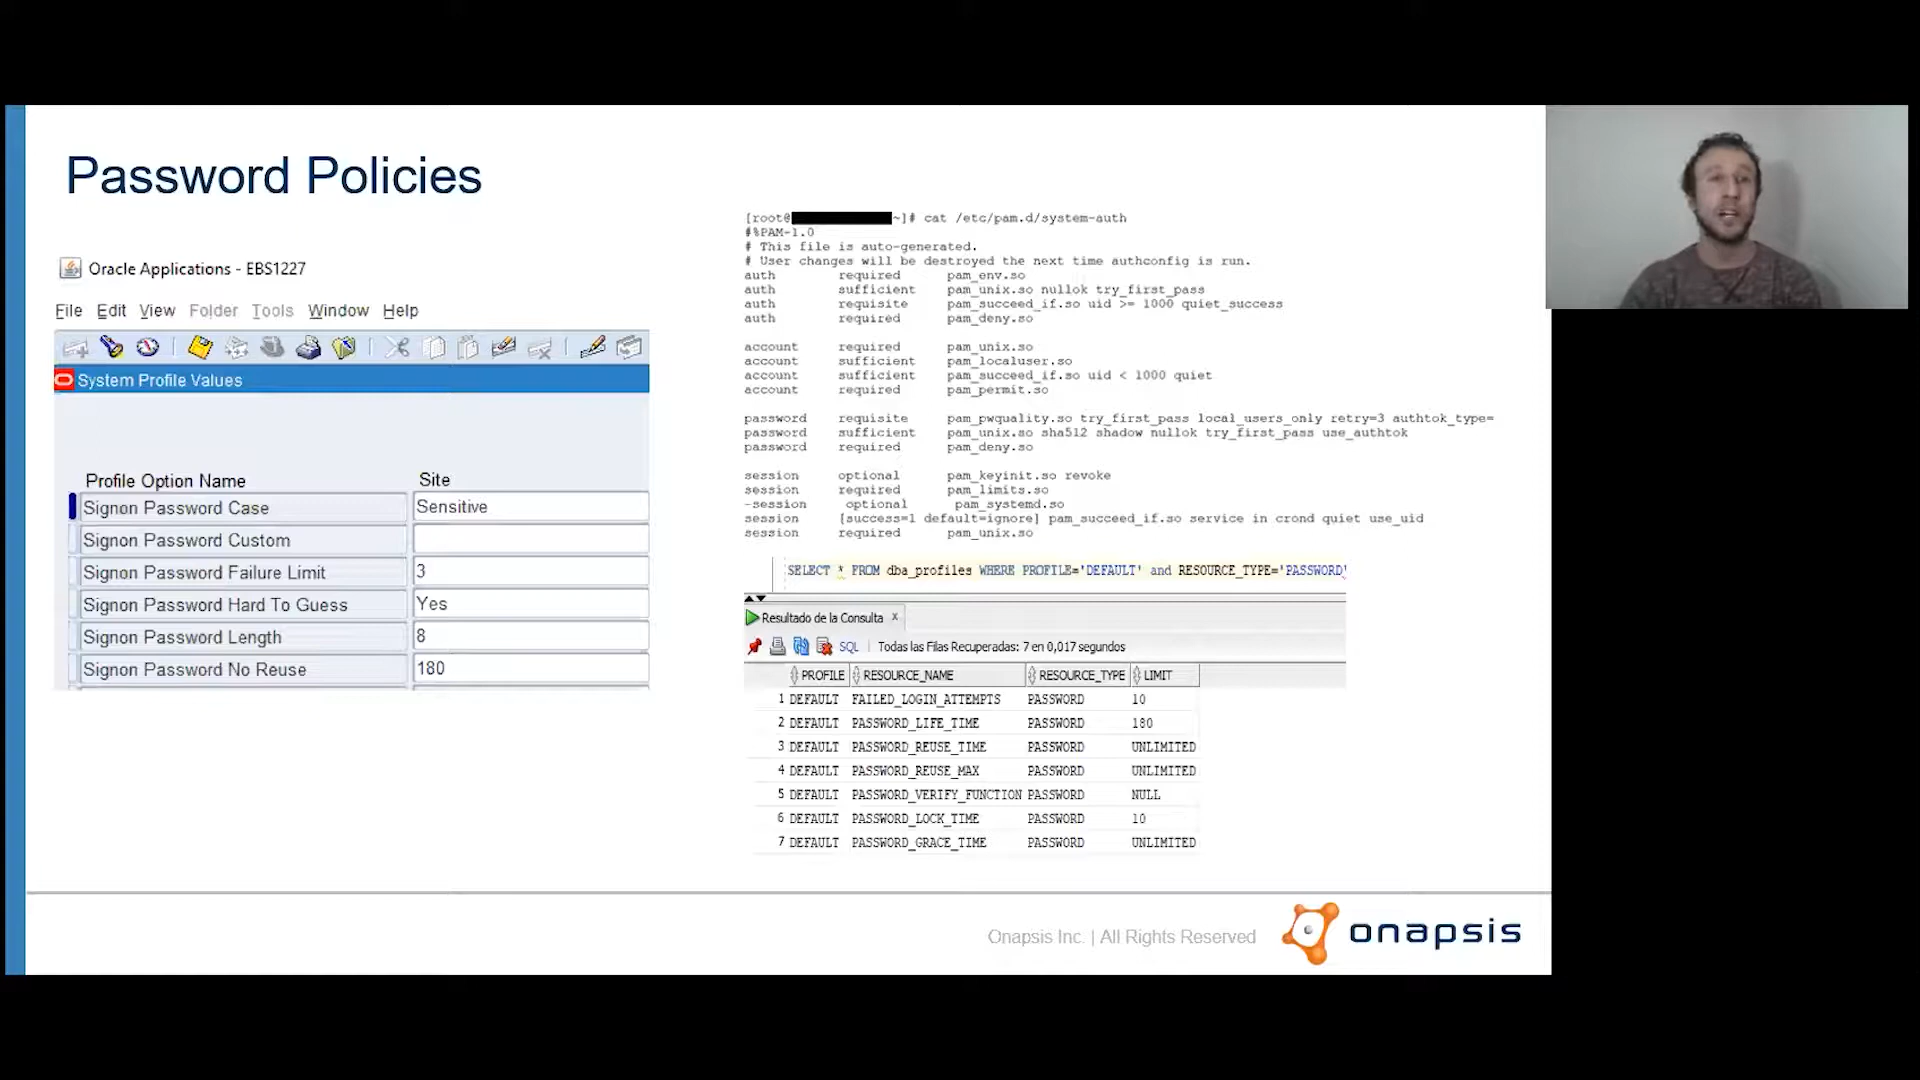 Password Policies
Oracle Applications - EBS1227
File Edit View Folder Tools Window Help
System Profile Values
Profile Option Name Site
Signon Password Case Sensitive
Signon Password Custom
Signon Password Failure Limit 3
Signon Password Hard To Guess Yes
Signon Password Length 8
Signon Password No Reuse 180
[root@ ~]# cat /etc/pam.d/system-auth
#%PAM-1.0
# This file is auto-generated.
# User changes will be destroyed the next time authconfig is run.
auth required pam_env.so
auth sufficient pam_unix.so nullok try_first_pass
auth requisite pam_succeed_if.so uid >= 1000 quiet_success
auth required pam_deny.so
account required pam_unix.so
account sufficient pam_localuser.so
account sufficient pam_succeed_if.so uid < 1000 quiet
account required pam_permit.so
password requisite pam_pwquality.so try_first_pass local_users_only retry=3 authtok_type=
password sufficient pam_unix.so sha512 shadow nullok try_first_pass use_authtok
password required pam_deny.so
session optional pam_keyinit.so revoke
session required pam_limits.so
-session optional pam_systemd.so
session [success=1 default=ignore] pam_succeed_if.so service in crond quiet use_uid
session required pam_unix.so
SELECT * FROM dba_profiles WHERE PROFILE='DEFAULT' and RESOURCE_TYPE='PASSWORD'
Resultado de la Consulta x
SQL | Todas las Filas Recuperadas: 7 en 0,017 segundos
PROFILE RESOURCE_NAME RESOURCE_TYPE LIMIT
1 DEFAULT FAILED_LOGIN_ATTEMPTS PASSWORD 10
2 DEFAULT PASSWORD_LIFE_TIME PASSWORD 180
3 DEFAULT PASSWORD_REUSE_TIME PASSWORD UNLIMITED
4 DEFAULT PASSWORD_REUSE_MAX PASSWORD UNLIMITED
5 DEFAULT PASSWORD_VERIFY_FUNCTION PASSWORD NULL
6 DEFAULT PASSWORD_LOCK_TIME PASSWORD 10
7 DEFAULT PASSWORD_GRACE_TIME PASSWORD UNLIMITED
Onapsis Inc. | All Rights Reserved
onapsis